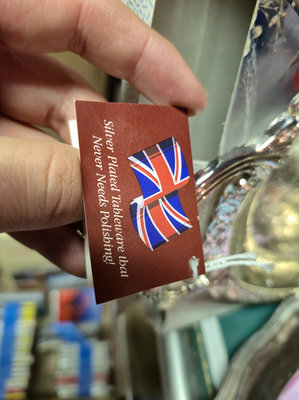 Silver Plated Tableware that
Never Needs Polishing!